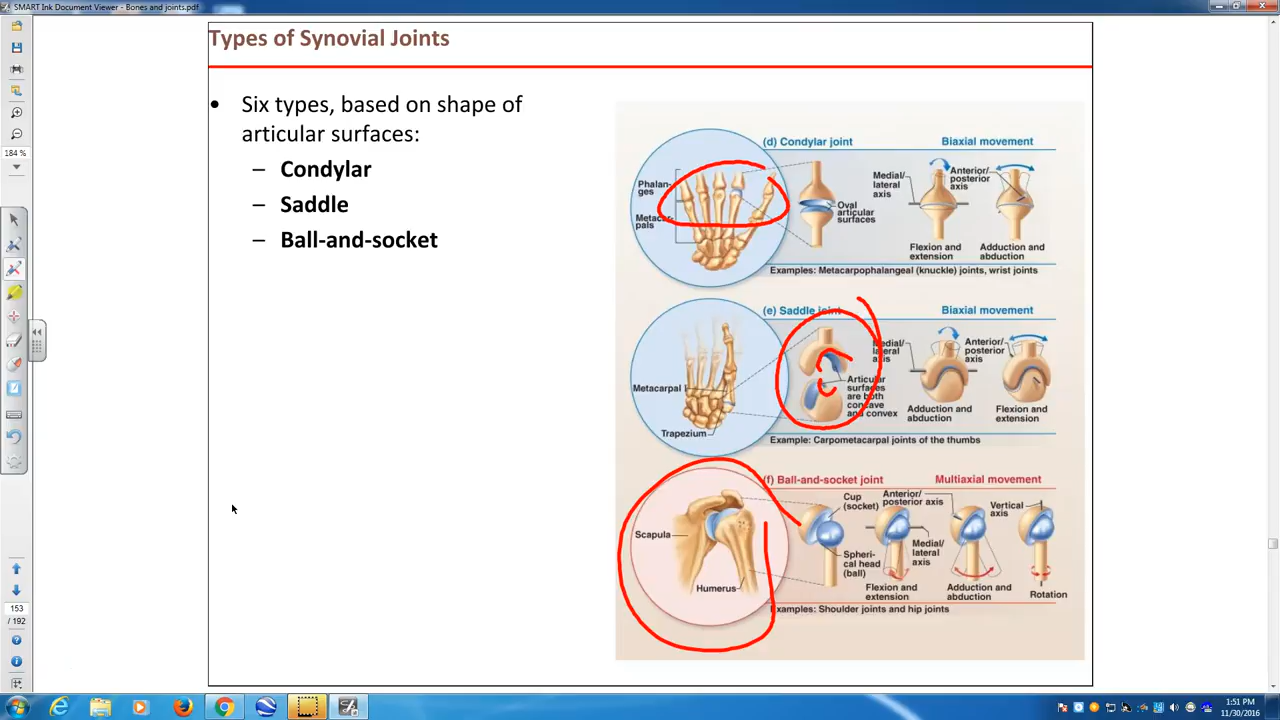 SMART Ink Document Viewer - Bones and joints.pdf
184 %
153
/ 192
Types of Synovial Joints
• Six types, based on shape of
articular surfaces:
– Condylar
– Saddle
– Ball-and-socket
(d) Condylar joint
Biaxial movement
Phalan-
ges
Metacar-
pals
Oval
articular
surfaces
Medial/
lateral
axis
Anterior/
posterior
axis
Flexion and
extension
Adduction and
abduction
Examples: Metacarpophalangeal (knuckle) joints, wrist joints
(e) Saddle joint
Biaxial movement
Metacarpal
Trapezium
Articular
surfaces
are both
concave
and convex
Medial/
lateral
axis
Anterior/
posterior
axis
Adduction and
abduction
Flexion and
extension
Example: Carpometacarpal joints of the thumbs
(f) Ball-and-socket joint
Multiaxial movement
Scapula
Humerus
Cup
(socket)
Spheri-
cal head
(ball)
Anterior/
posterior axis
Medial/
lateral
axis
Vertical
axis
Flexion and
extension
Adduction and
abduction
Rotation
Examples: Shoulder joints and hip joints
1:51 PM
11/30/2016